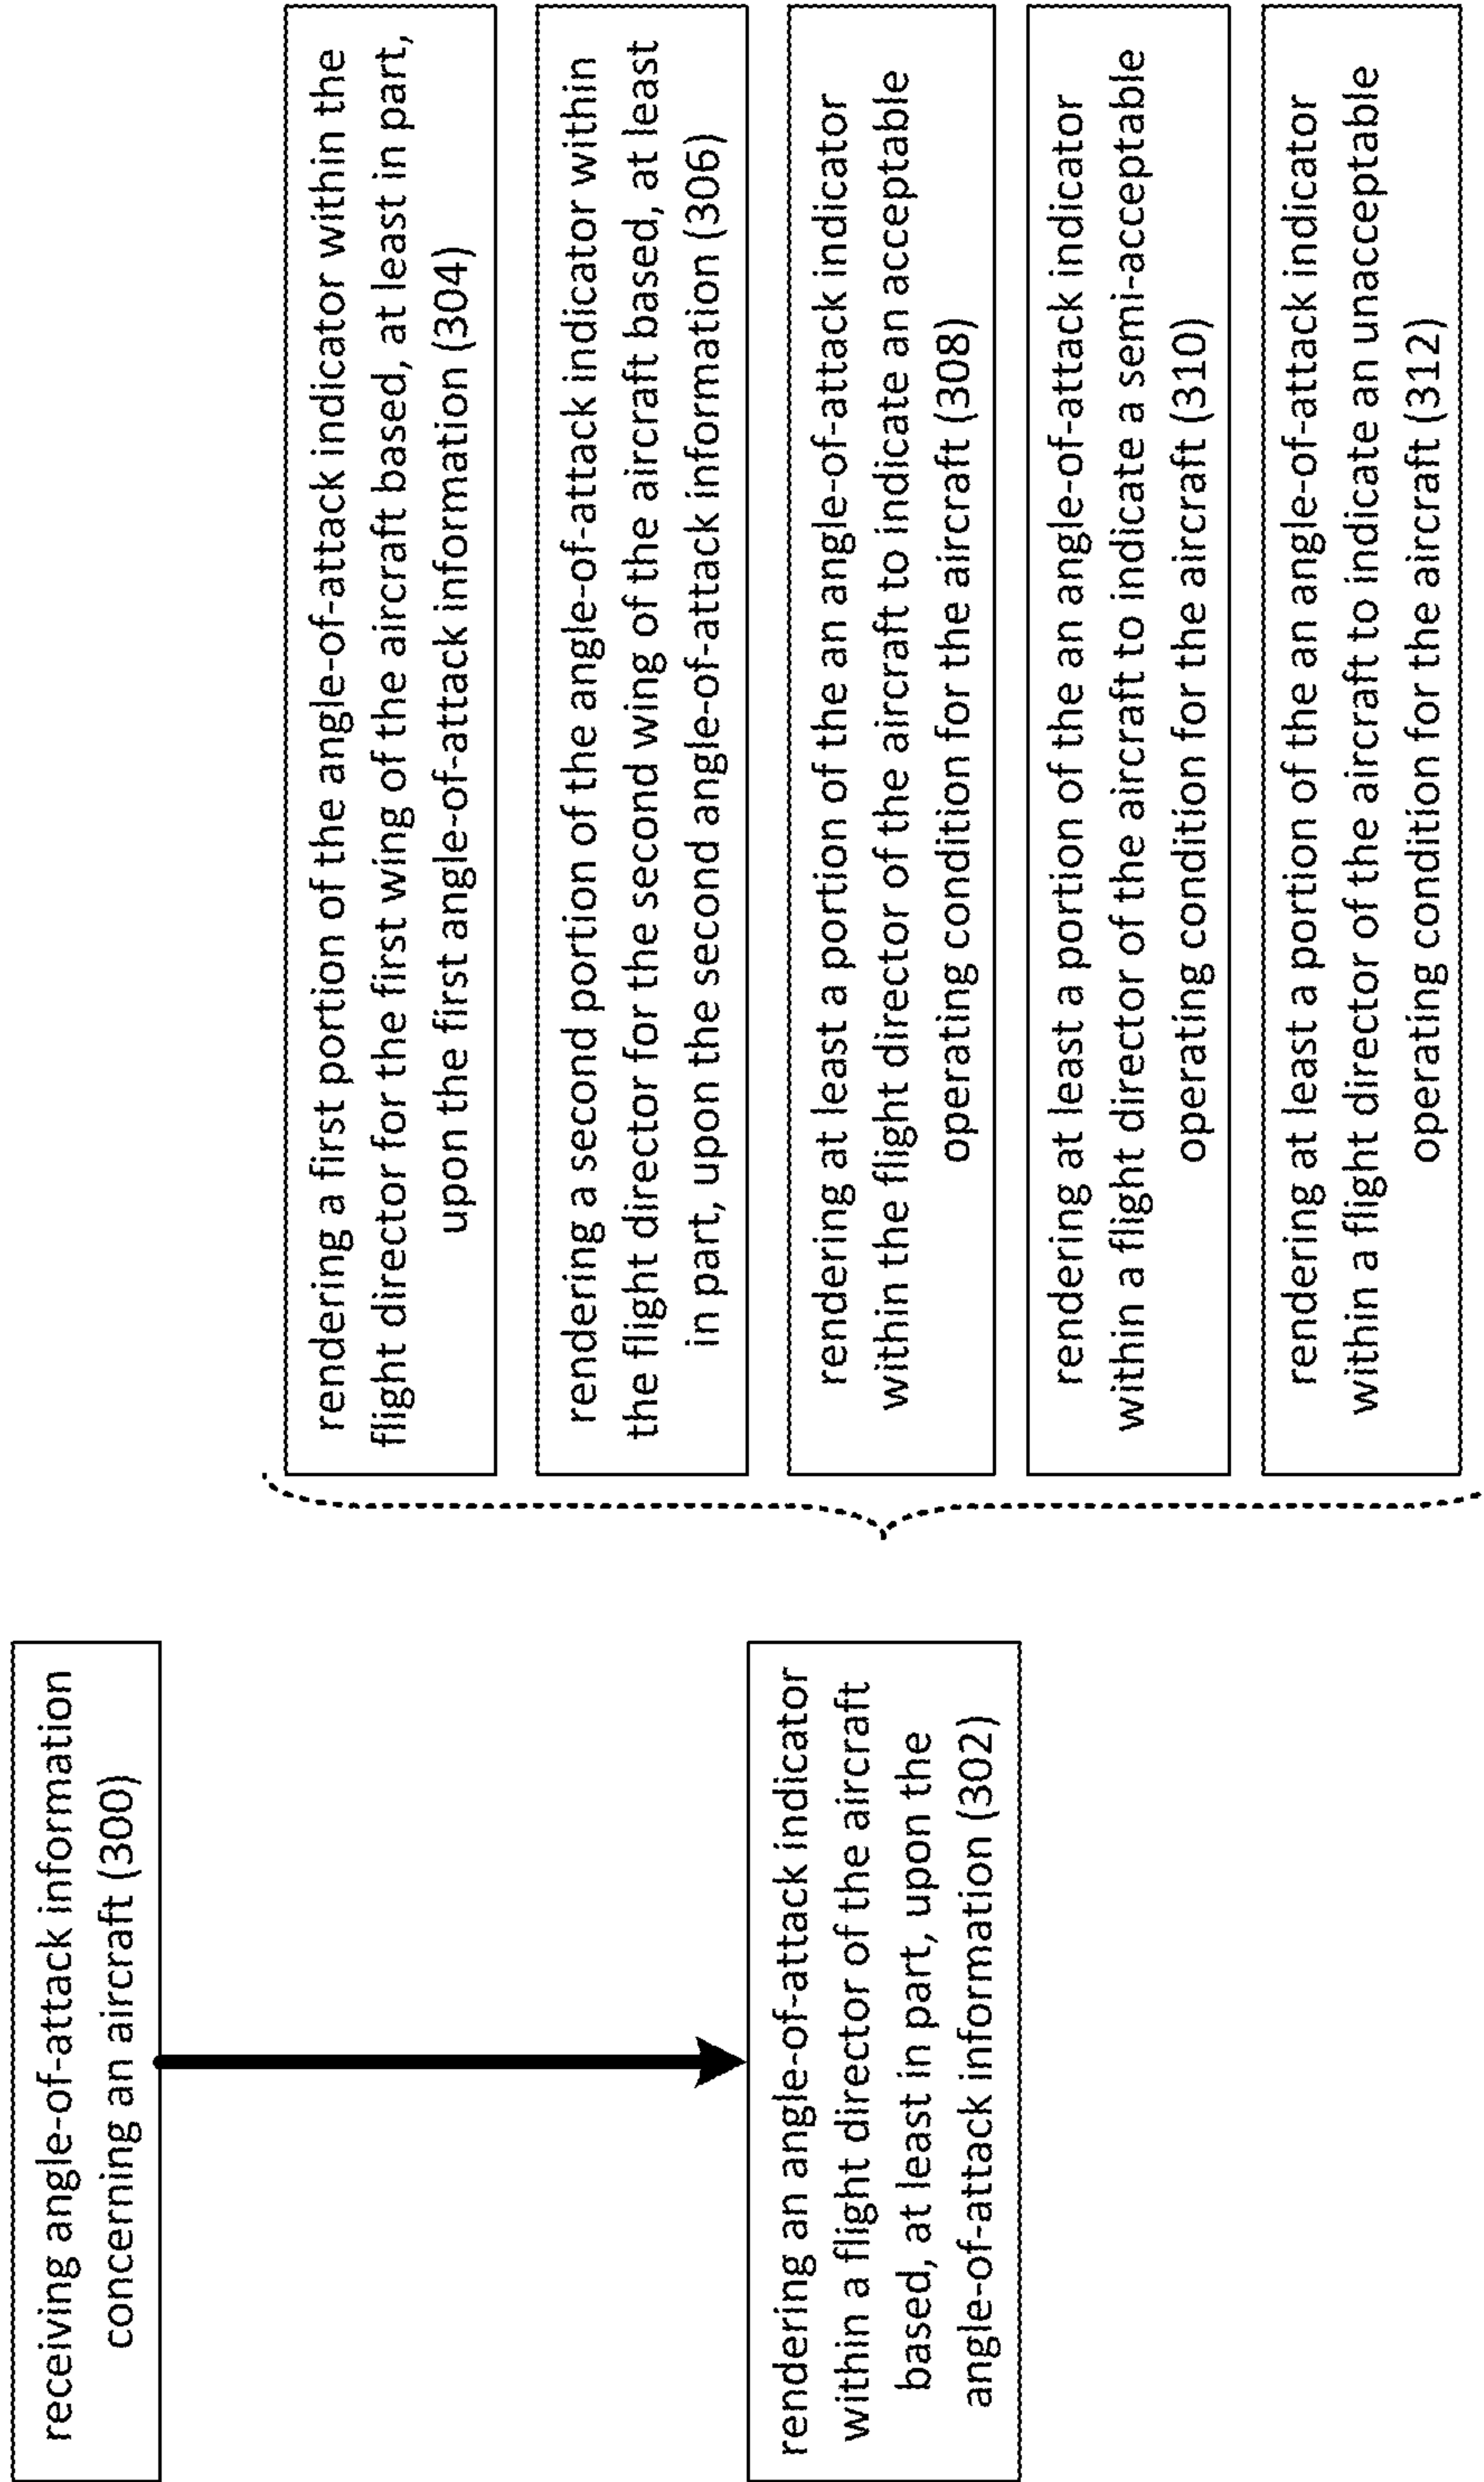 receiving angle-of-attack information
concerning an aircraft (300)
rendering an angle-of-attack indicator
within a flight director of the aircraft
based, at least in part, upon the
angle-of-attack information (302)
rendering a first portion of the angle-of-attack indicator within the
flight director for the first wing of the aircraft based, at least in part,
upon the first angle-of-attack information (304)
rendering a second portion of the angle-of-attack indicator within
the flight director for the second wing of the aircraft based, at least
in part, upon the second angle-of-attack information (306)
rendering at least a portion of the an angle-of-attack indicator
within the flight director of the aircraft to indicate an acceptable
operating condition for the aircraft (308)
rendering at least a portion of the an angle-of-attack indicator
within a flight director of the aircraft to indicate a semi-acceptable
operating condition for the aircraft (310)
rendering at least a portion of the an angle-of-attack indicator
within a flight director of the aircraft to indicate an unacceptable
operating condition for the aircraft (312)